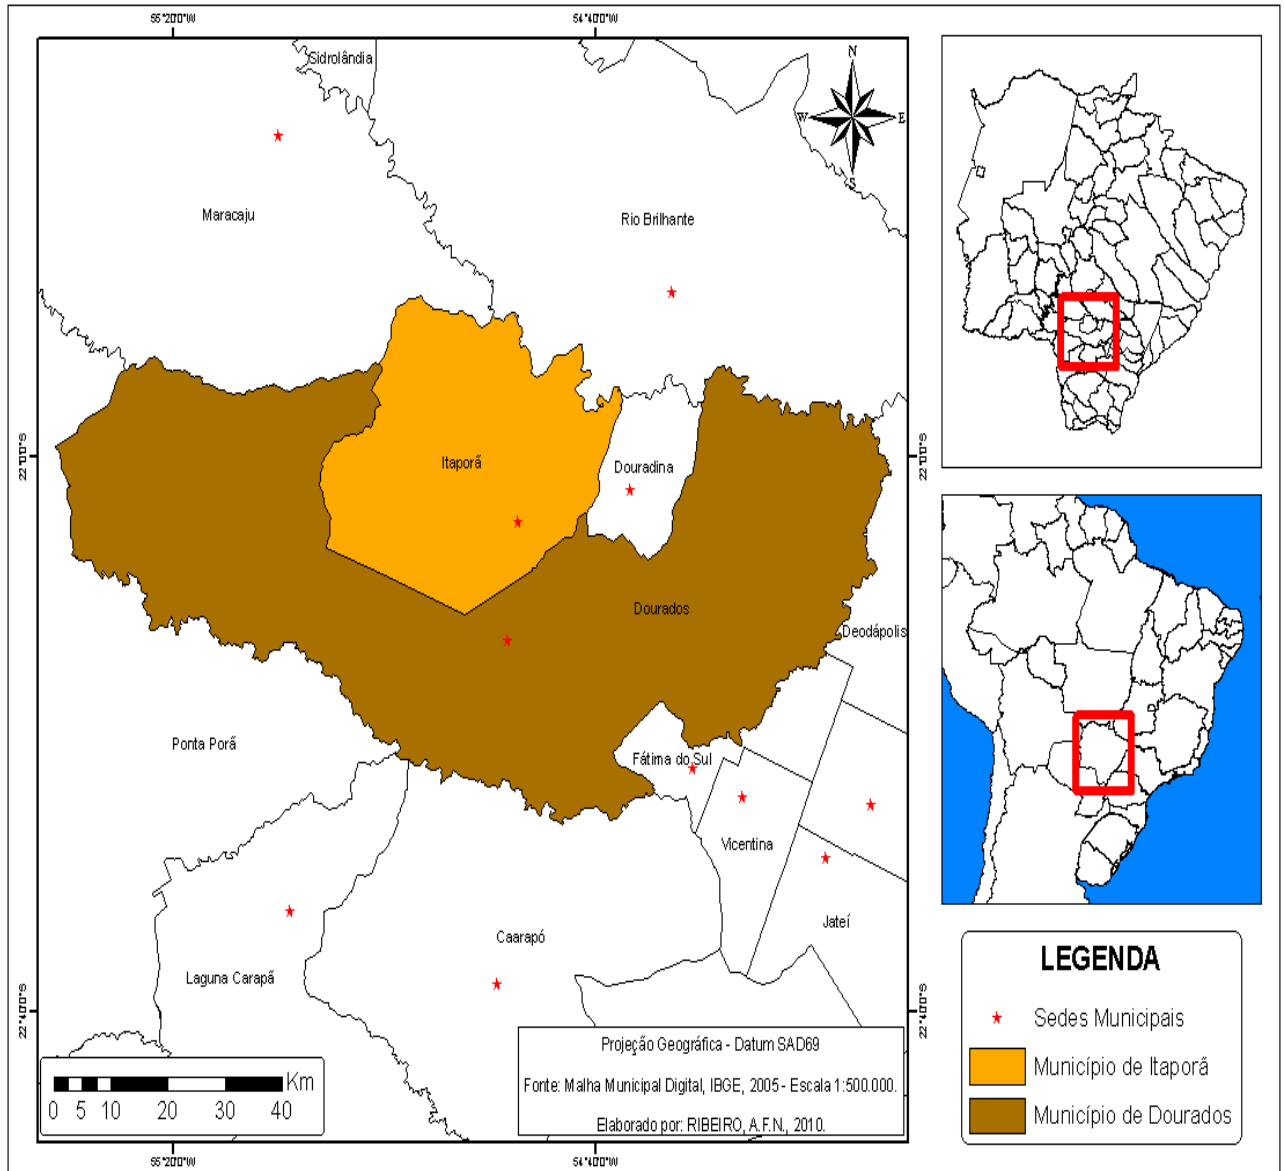 55°20'0"W
54°40'0"W
Sidrolândia
N
W
E
S
Maracaju
Rio Brilhante
22°0'0"S
22°0'0"S
Itaporã
Douradina
Dourados
Deodápolis
Ponta Porã
Fátima do Sul
Vicentina
Jateí
Caarapó
Laguna Carapã
22°40'0"S
22°40'0"S
Projeção Geográfica - Datum SAD69
Fonte: Malha Municipal Digital, IBGE, 2005 - Escala 1:500.000.
Elaborado por: RIBEIRO, A.F.N., 2010.
Km
0 5 10 20 30 40
55°20'0"W
54°40'0"W
LEGENDA
Sedes Municipais
Município de Itaporã
Município de Dourados